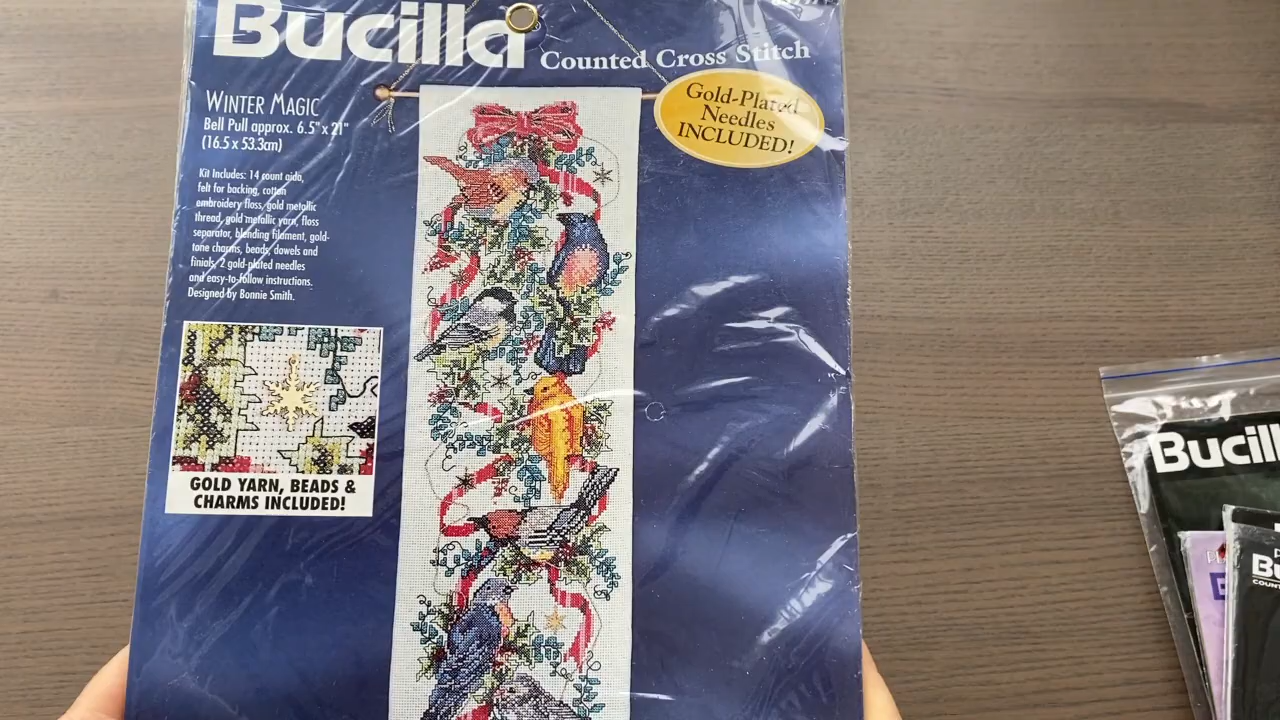 Bucilla
Counted Cross Stitch
WINTER MAGIC
Bell Pull approx. 6.5" x 21"
(16.5 x 53.3cm)
Gold-Plated
Needles
INCLUDED!
Kit Includes: 14 count aida,
felt for backing, cotton
embroidery floss, gold metallic
thread, gold metallic yarn, floss
separator, blending filament, gold-
tone charms, beads, dowels and
finials, 2 gold-plated needles
and easy-to-follow instructions.
Designed by Bonnie Smith.
GOLD YARN, BEADS &
CHARMS INCLUDED!
Bucill